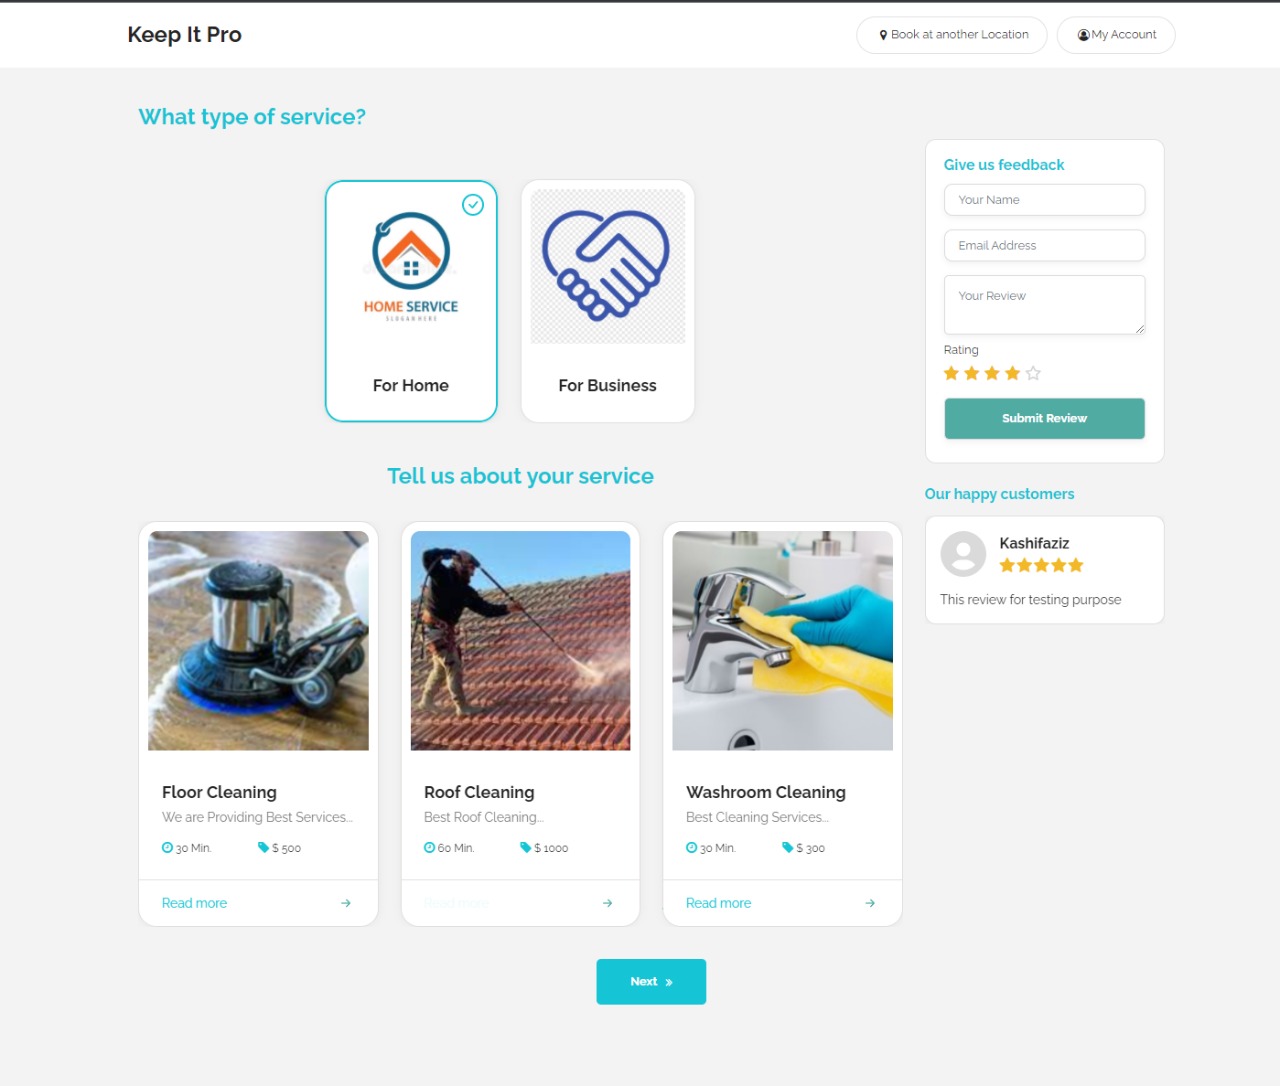 Keep It Pro
Book at another Location
My Account
What type of service?
HOME SERVICE
SLOGAN HERE
For Home
For Business
Tell us about your service
Floor Cleaning
We are Providing Best Services...
30 Min.
$ 500
Read more
Roof Cleaning
Best Roof Cleaning...
60 Min.
$ 1000
Read more
Washroom Cleaning
Best Cleaning Services...
30 Min.
$ 300
Read more
Next »
Give us feedback
Your Name
Email Address
Your Review
Rating
Submit Review
Our happy customers
Kashifaziz
This review for testing purpose